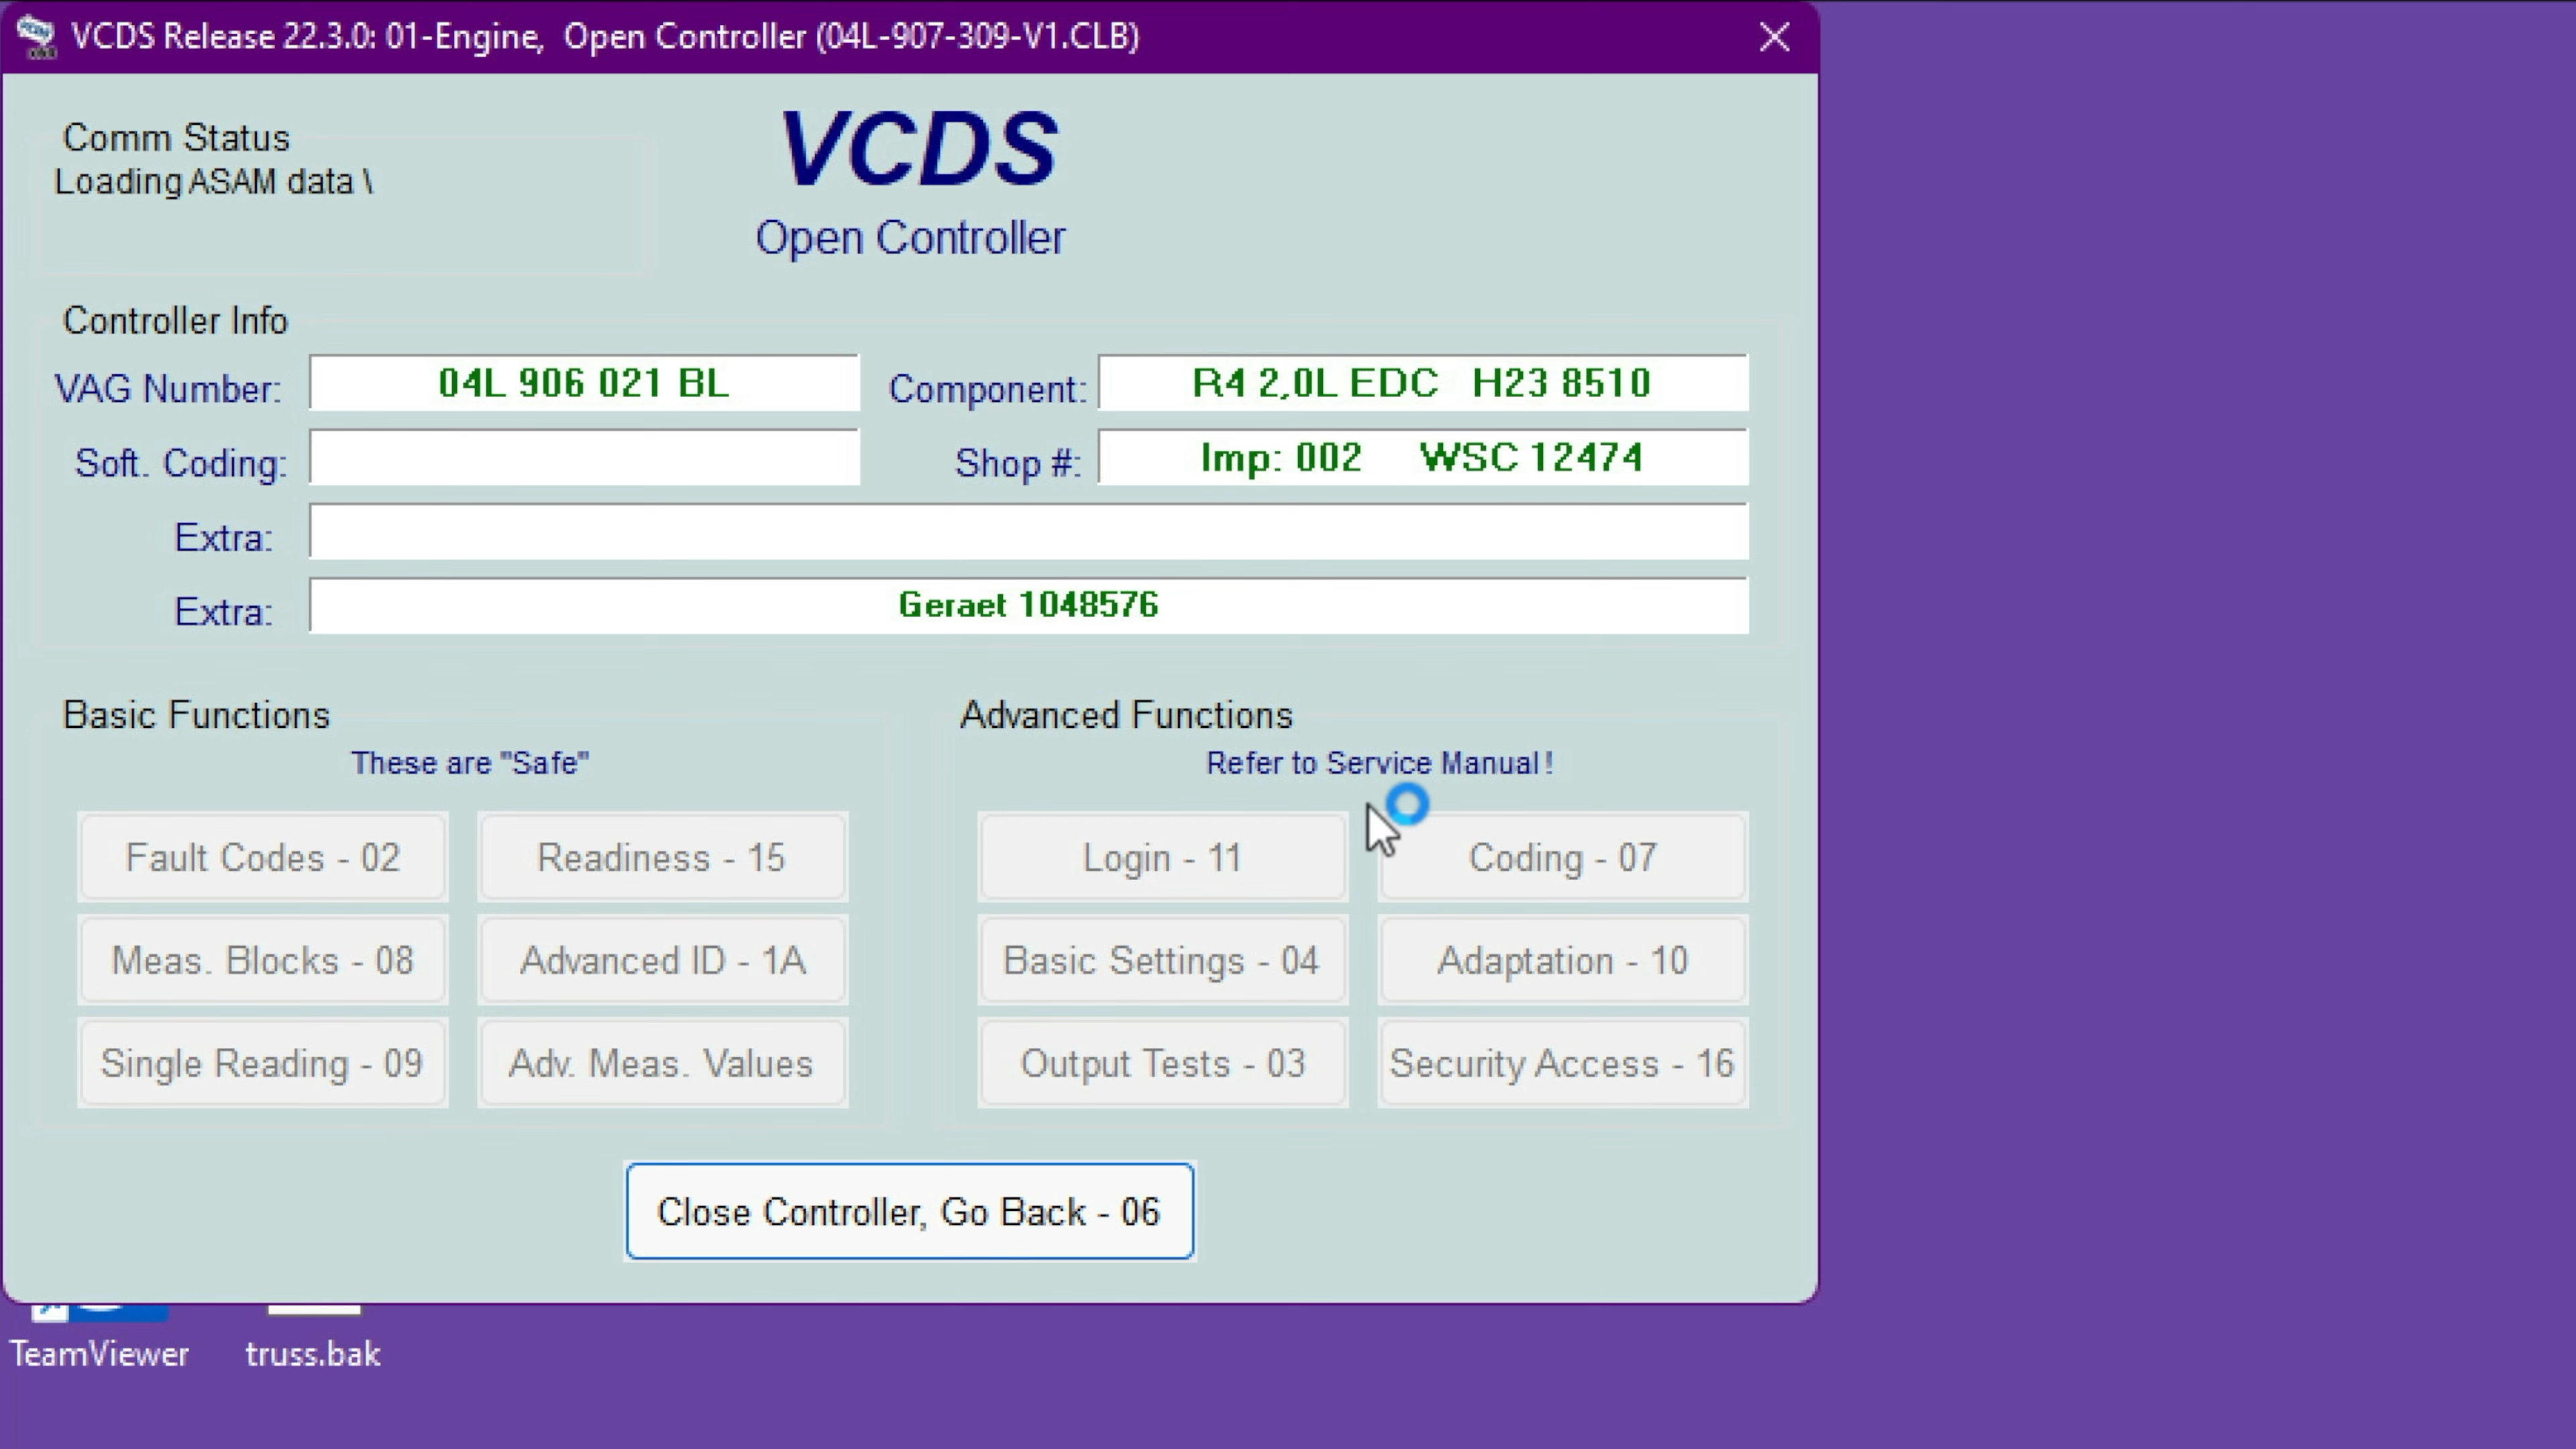 VCDS Release 22.3.0: 01-Engine,  Open Controller (04L-907-309-V1.CLB)
Comm Status
Loading ASAM data \
VCDS
Open Controller
Controller Info
VAG Number: 04L 906 021 BL Component: R4 2,0L EDC   H23 8510
Soft. Coding: Shop #: Imp: 002     WSC 12474
Extra:
Extra: Geraet 1048576
Basic Functions
These are "Safe"
Fault Codes - 02 Readiness - 15
Meas. Blocks - 08 Advanced ID - 1A
Single Reading - 09 Adv. Meas. Values
Advanced Functions
Refer to Service Manual !
Login - 11 Coding - 07
Basic Settings - 04 Adaptation - 10
Output Tests - 03 Security Access - 16
Close Controller, Go Back - 06
TeamViewer truss.bak